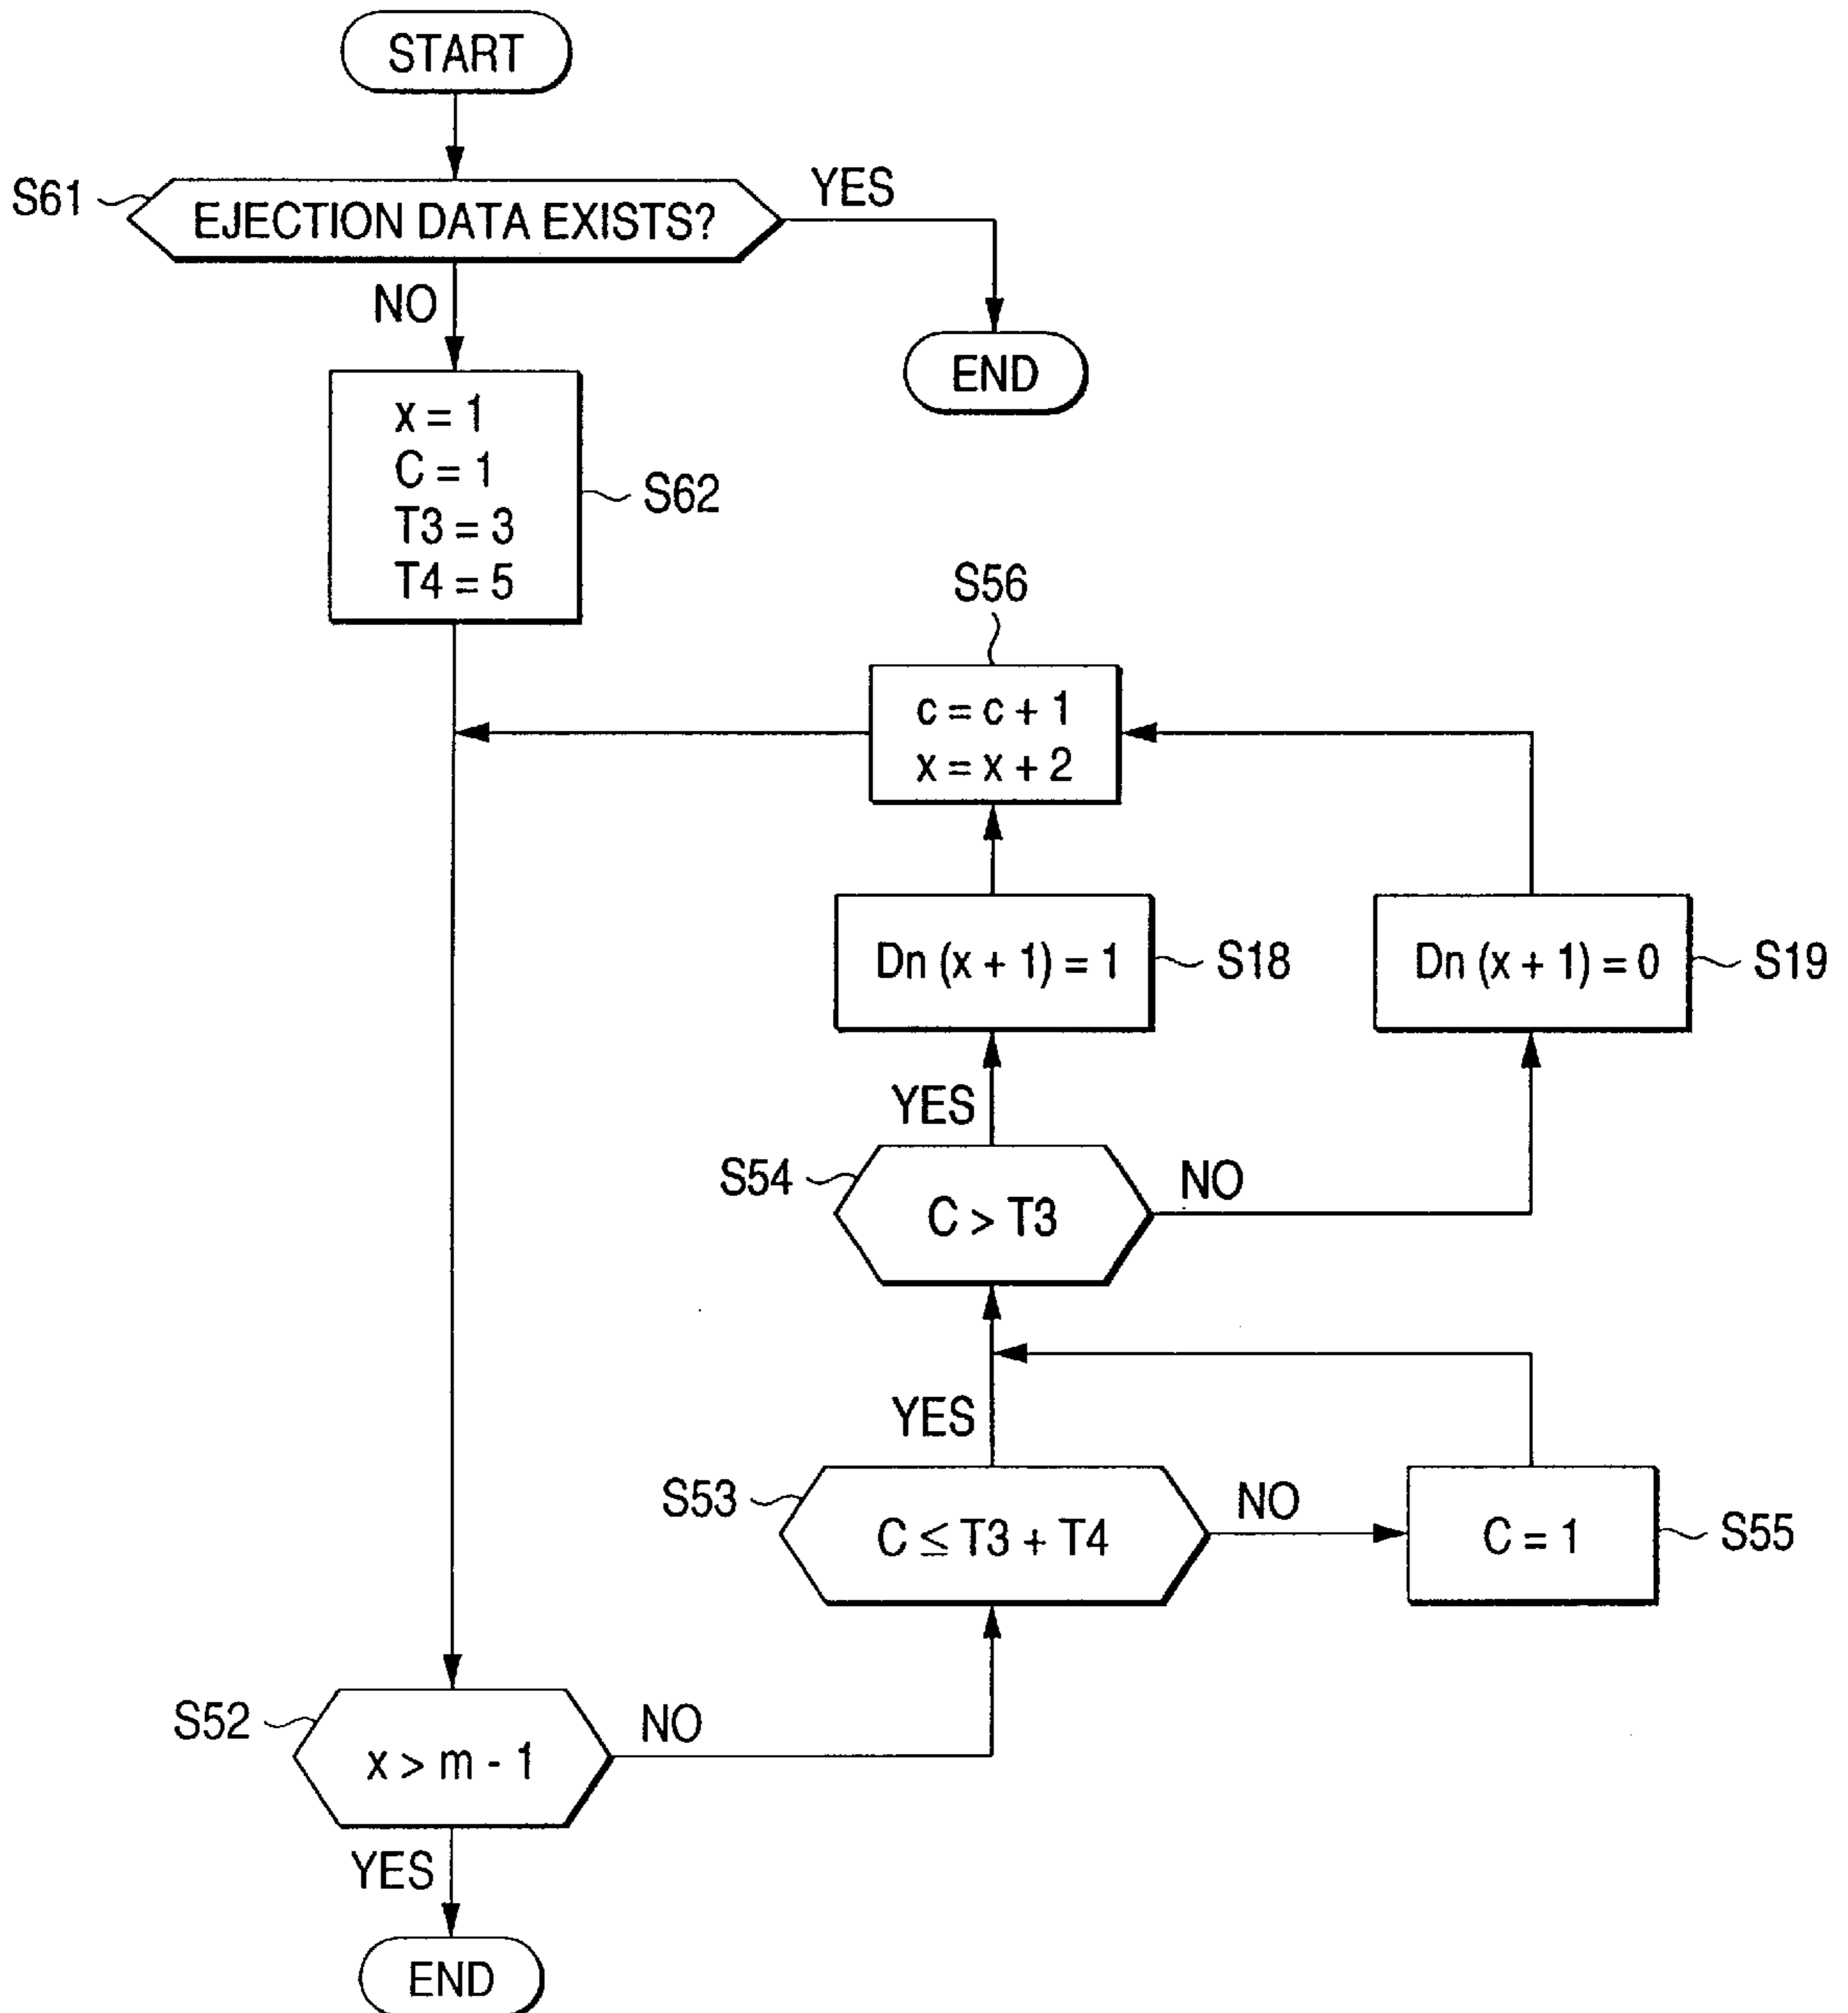 START
S61
EJECTION DATA EXISTS?
YES
NO
END
x = 1
C = 1
T3 = 3
T4 = 5
S62
S56
c = c + 1
x = x + 2
Dn (x + 1) = 1
S18
Dn (x + 1) = 0
S19
YES
S54
C > T3
NO
YES
S53
C ≤ T3 + T4
NO
C = 1
S55
S52
x > m - 1
NO
YES
END